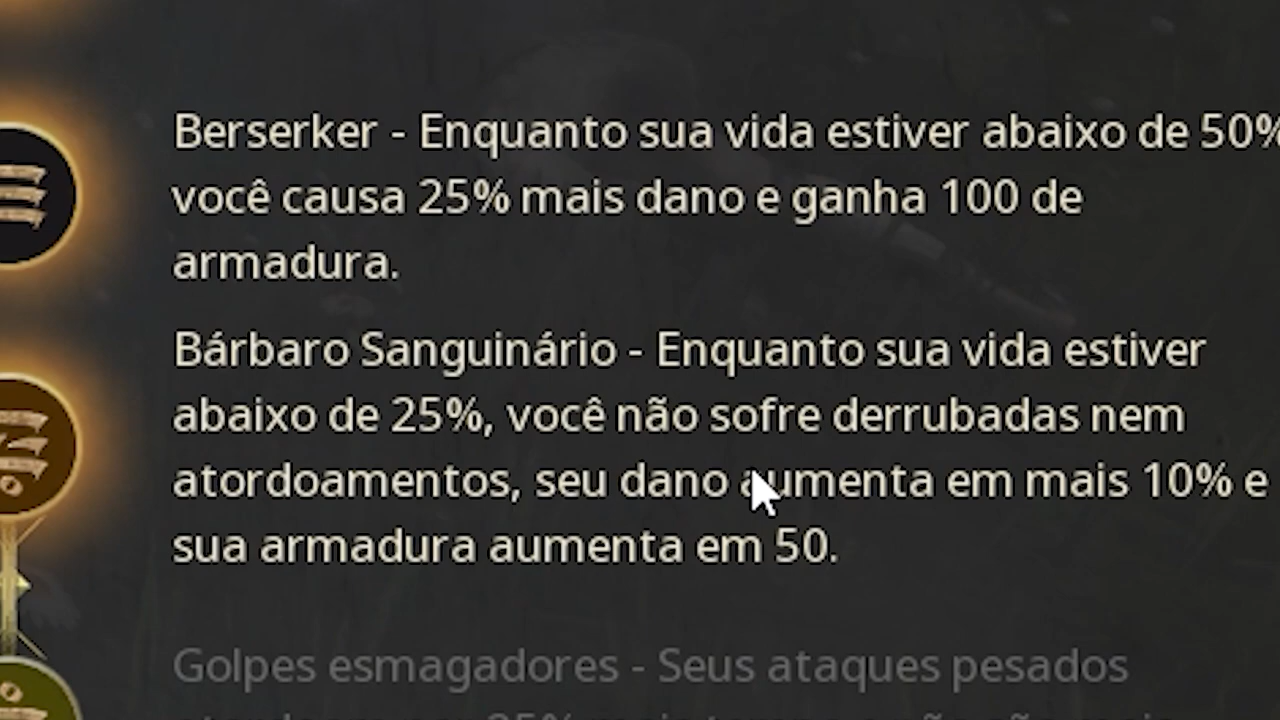 Berserker - Enquanto sua vida estiver abaixo de 50%
você causa 25% mais dano e ganha 100 de
armadura.
Bárbaro Sanguinário - Enquanto sua vida estiver
abaixo de 25%, você não sofre derrubadas nem
atordoamentos, seu dano aumenta em mais 10% e
sua armadura aumenta em 50.
Golpes esmagadores - Seus ataques pesados